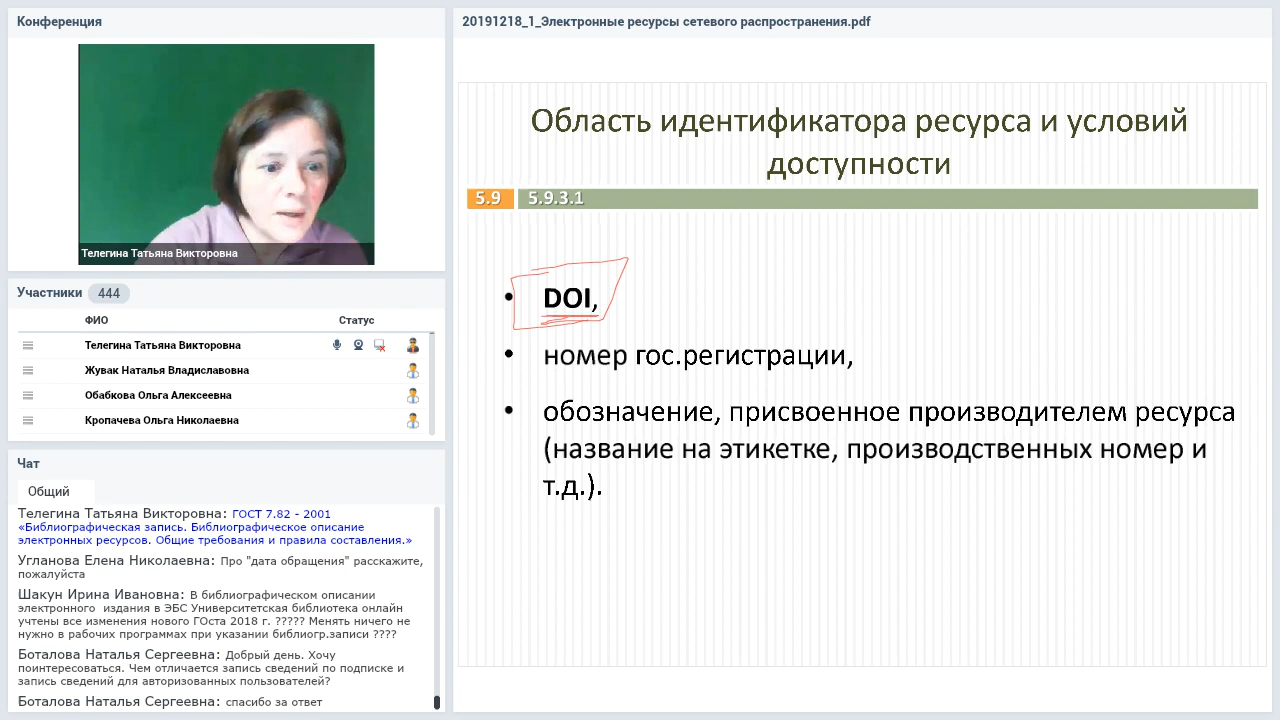 Конференция
Телегина Татьяна Викторовна
Участники 444
ФИО Статус
Телегина Татьяна Викторовна
Жувак Наталья Владиславовна
Обабкова Ольга Алексеевна
Кропачева Ольга Николаевна
Чат
Общий
Телегина Татьяна Викторовна: ГОСТ 7.82 - 2001
«Библиографическая запись. Библиографическое описание
электронных ресурсов. Общие требования и правила составления.»
Угланова Елена Николаевна: Про "дата обращения" расскажите,
пожалуйста
Шакун Ирина Ивановна: В библиографическом описании
электронного издания в ЭБС Университетская библиотека онлайн
учтены все изменения нового ГОста 2018 г. ????? Менять ничего не
нужно в рабочих программах при указании библиогр.записи ????
Боталова Наталья Сергеевна: Добрый день. Хочу
поинтересоваться. Чем отличается запись сведений по подписке и
запись сведений для авторизованных пользователей?
Боталова Наталья Сергеевна: спасибо за ответ
20191218_1_Электронные ресурсы сетевого распространения.pdf
Область идентификатора ресурса и условий
доступности
5.9 5.9.3.1
• DOI,
• номер гос.регистрации,
• обозначение, присвоенное производителем ресурса
(название на этикетке, производственных номер и
т.д.).